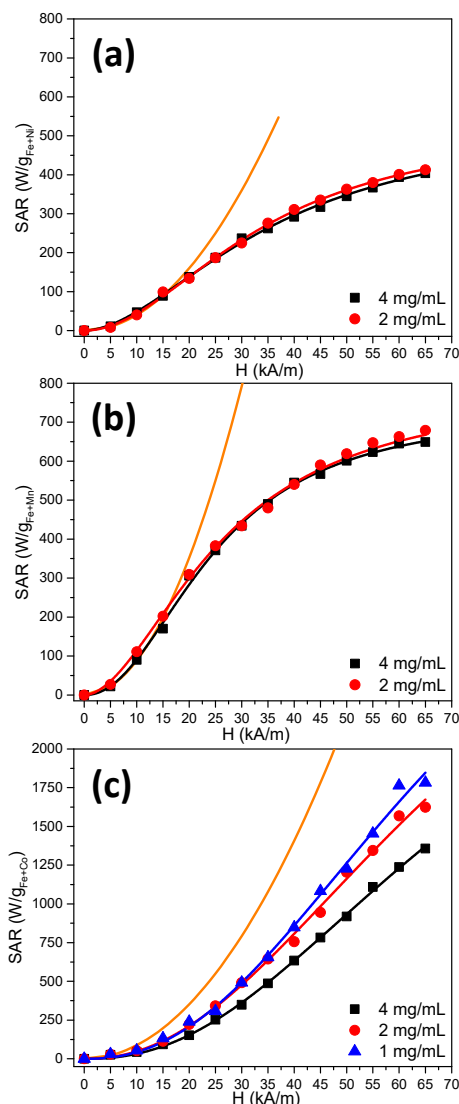 (a)
SAR (W/gFe+Ni)
800
700
600
500
400
300
200
100
0
4 mg/mL
2 mg/mL
0 5 10 15 20 25 30 35 40 45 50 55 60 65 70
H (kA/m)
(b)
SAR (W/gFe+Mn)
800
700
600
500
400
300
200
100
0
4 mg/mL
2 mg/mL
0 5 10 15 20 25 30 35 40 45 50 55 60 65 70
H (kA/m)
(c)
SAR (W/gFe+Co)
2000
1750
1500
1250
1000
750
500
250
0
4 mg/mL
2 mg/mL
1 mg/mL
0 5 10 15 20 25 30 35 40 45 50 55 60 65 70
H (kA/m)